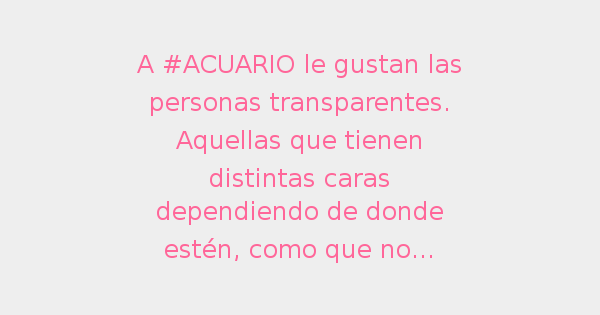 A #ACUARIO le gustan las
personas transparentes.
Aquellas que tienen
distintas caras
dependiendo de donde
estén, como que no...